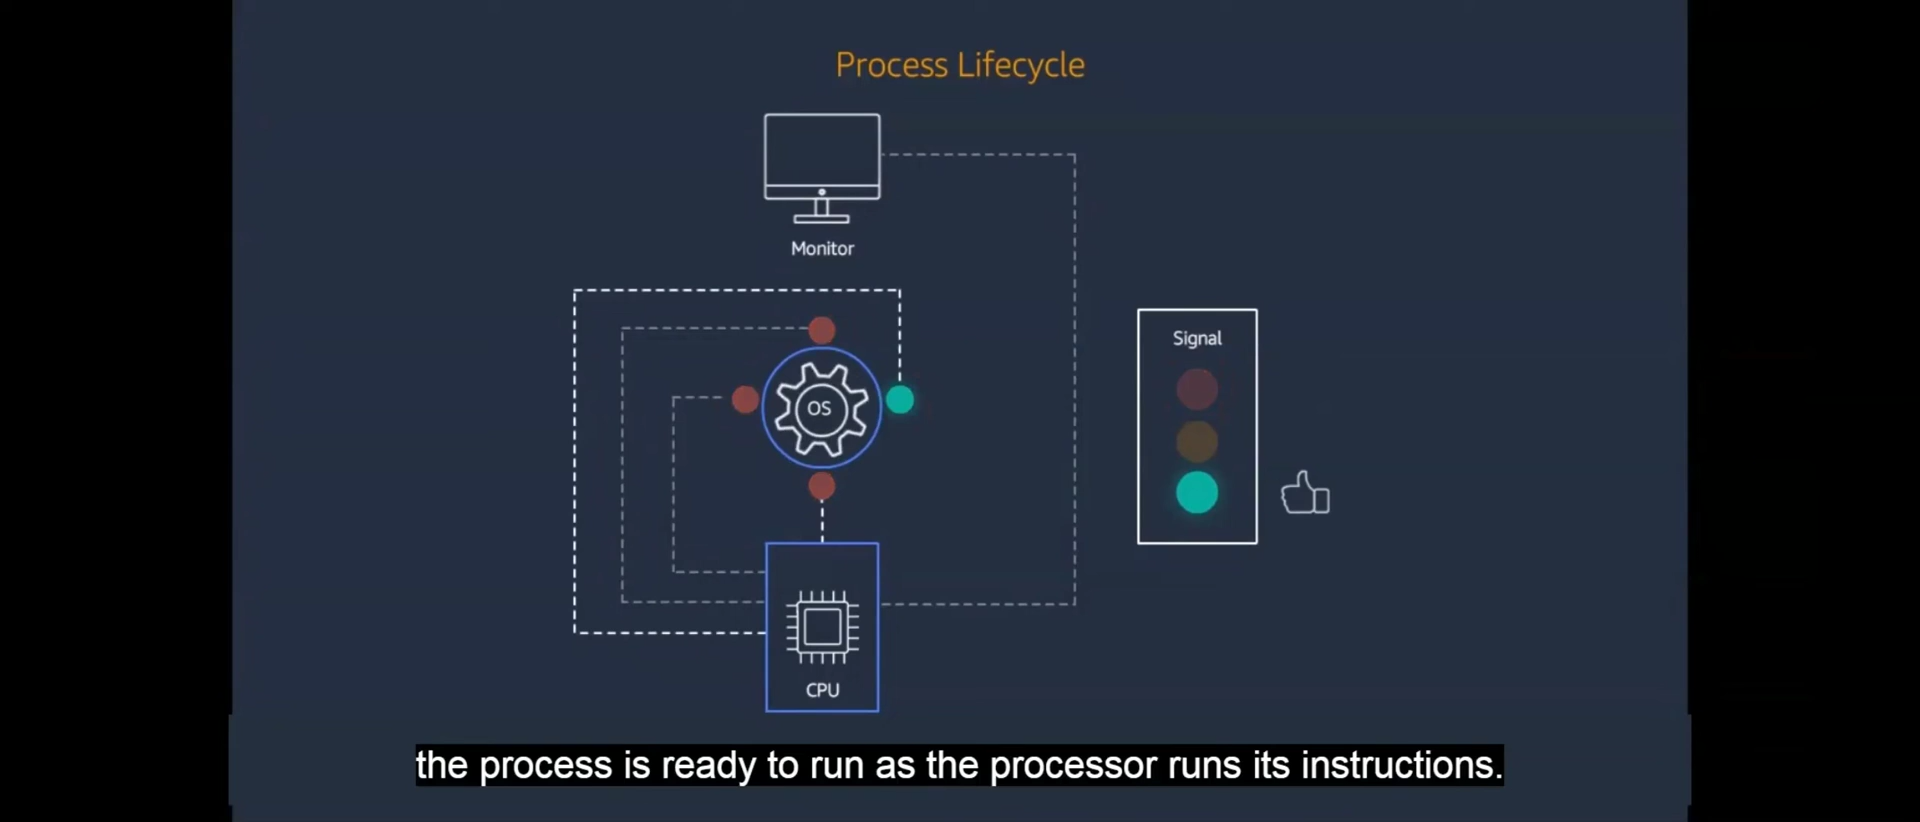 Process Lifecycle
Monitor
Signal
OS
CPU
the process is ready to run as the processor runs its instructions.